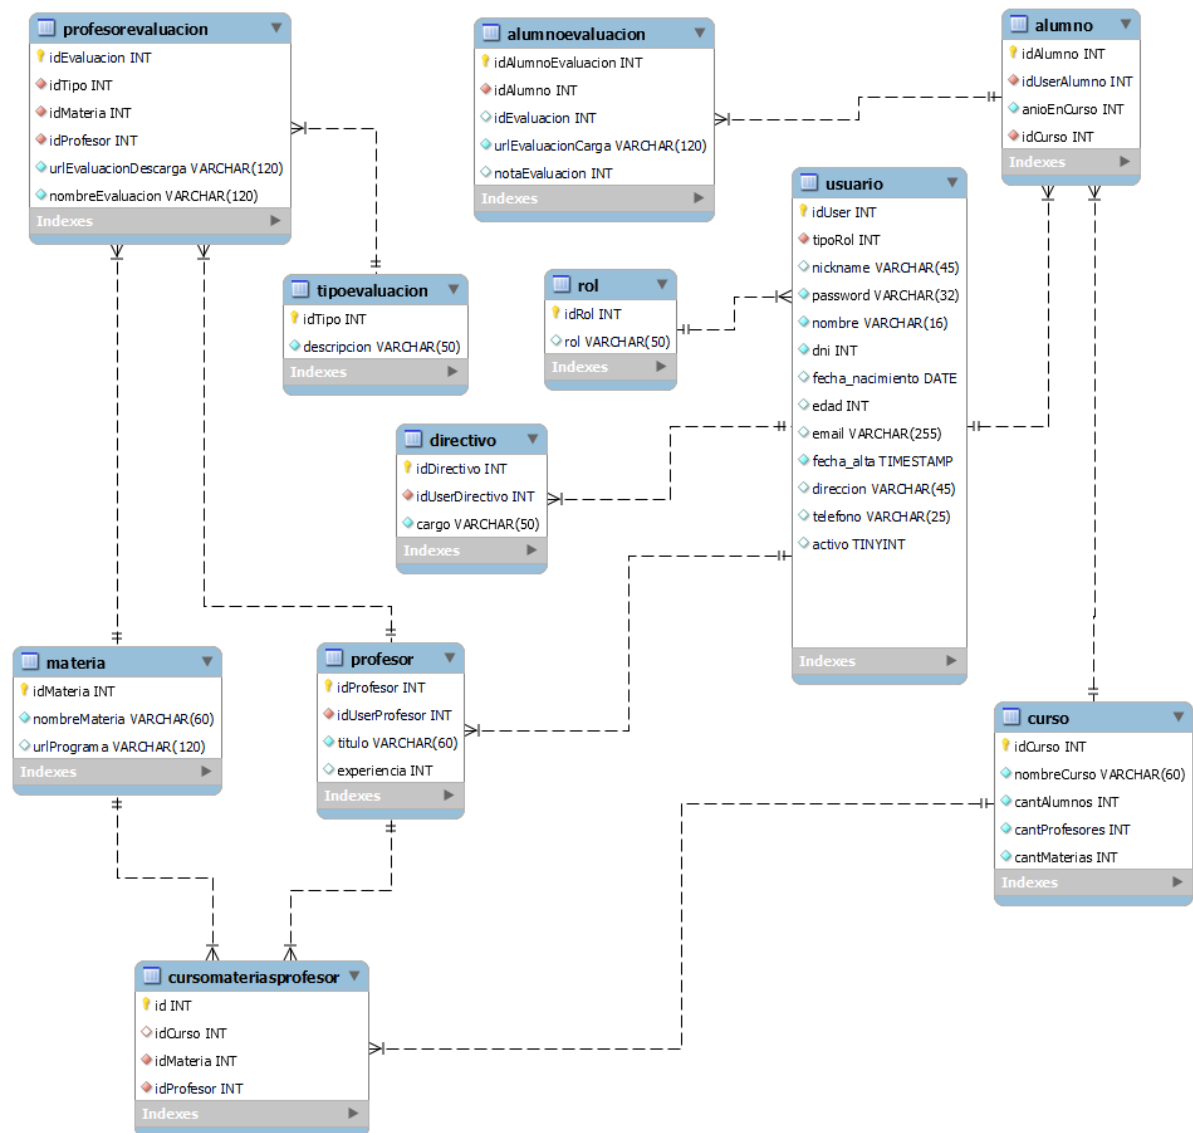 profesorevaluacion
idEvaluacion INT
idTipo INT
idMateria INT
idProfesor INT
urlEvaluacionDescarga VARCHAR(120)
nombreEvaluacion VARCHAR(120)
Indexes
alumnoevaluacion
idAlumnoEvaluacion INT
idAlumno INT
idEvaluacion INT
urlEvaluacionCarga VARCHAR(120)
notaEvaluacion INT
Indexes
alumno
idAlumno INT
idUserAlumno INT
anioEnCurso INT
idCurso INT
Indexes
tipoevaluacion
idTipo INT
descripcion VARCHAR(50)
Indexes
rol
idRol INT
rol VARCHAR(50)
Indexes
usuario
idUser INT
tipoRol INT
nickname VARCHAR(45)
password VARCHAR(32)
nombre VARCHAR(16)
dni INT
fecha_nacimiento DATE
edad INT
email VARCHAR(255)
fecha_alta TIMESTAMP
direccion VARCHAR(45)
telefono VARCHAR(25)
activo TINYINT
Indexes
directivo
idDirectivo INT
idUserDirectivo INT
cargo VARCHAR(50)
Indexes
materia
idMateria INT
nombreMateria VARCHAR(60)
urlPrograma VARCHAR(120)
Indexes
profesor
idProfesor INT
idUserProfesor INT
titulo VARCHAR(60)
experiencia INT
Indexes
curso
idCurso INT
nombreCurso VARCHAR(60)
cantAlumnos INT
cantProfesores INT
cantMaterias INT
Indexes
cursomateriasprofesor
id INT
idCurso INT
idMateria INT
idProfesor INT
Indexes